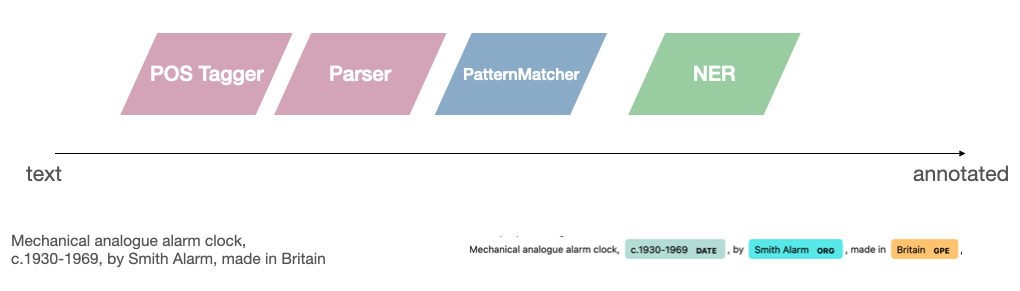 POS Tagger
Parser
PatternMatcher
NER
text
annotated
Mechanical analogue alarm clock,
c.1930-1969, by Smith Alarm, made in Britain
Mechanical analogue alarm clock, c.1930-1969 DATE , by Smith Alarm ORG , made in Britain GPE